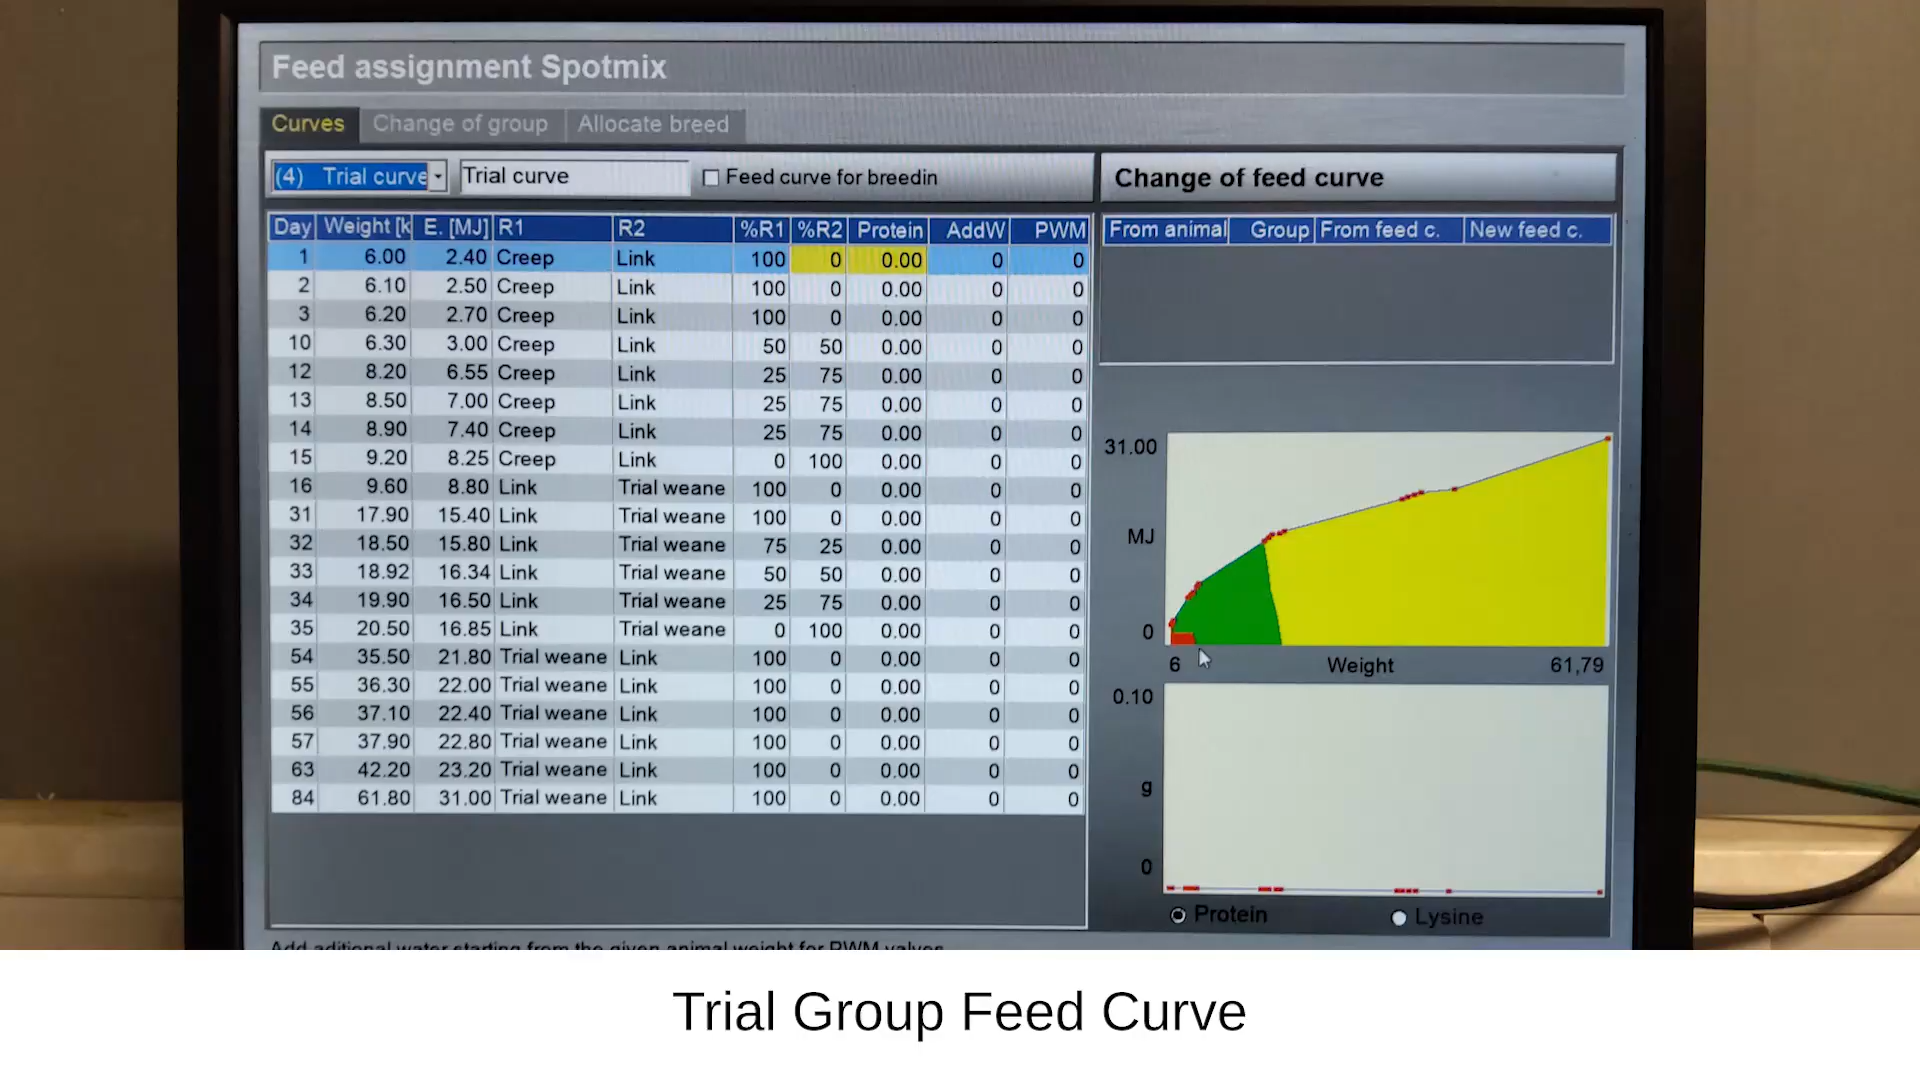 Feed assignment Spotmix
Curves Change of group Allocate breed
(4) Trial curve Trial curve Feed curve for breedin Change of feed curve
Day Weight [k E. [MJ] R1 R2 %R1 %R2 Protein AddW PWM From animal Group From feed c. New feed c.
1 6.00 2.40 Creep Link 100 0 0.00 0 0
2 6.10 2.50 Creep Link 100 0 0.00 0 0
3 6.20 2.70 Creep Link 100 0 0.00 0 0
10 6.30 3.00 Creep Link 50 50 0.00 0 0
12 8.20 6.55 Creep Link 25 75 0.00 0 0
13 8.50 7.00 Creep Link 25 75 0.00 0 0
14 8.90 7.40 Creep Link 25 75 0.00 0 0
15 9.20 8.25 Creep Link 0 100 0.00 0 0
16 9.60 8.80 Link Trial weane 100 0 0.00 0 0
31 17.90 15.40 Link Trial weane 100 0 0.00 0 0
32 18.50 15.80 Link Trial weane 75 25 0.00 0 0
33 18.92 16.34 Link Trial weane 50 50 0.00 0 0
34 19.90 16.50 Link Trial weane 25 75 0.00 0 0
35 20.50 16.85 Link Trial weane 0 100 0.00 0 0
54 35.50 21.80 Trial weane Link 100 0 0.00 0 0
55 36.30 22.00 Trial weane Link 100 0 0.00 0 0
56 37.10 22.40 Trial weane Link 100 0 0.00 0 0
57 37.90 22.80 Trial weane Link 100 0 0.00 0 0
63 42.20 23.20 Trial weane Link 100 0 0.00 0 0
84 61.80 31.00 Trial weane Link 100 0 0.00 0 0
31.00
MJ
0
6 Weight 61,79
0.10
g
0
Protein Lysine
Add aditional water starting from the given animal weight for PWM valves
Trial Group Feed Curve